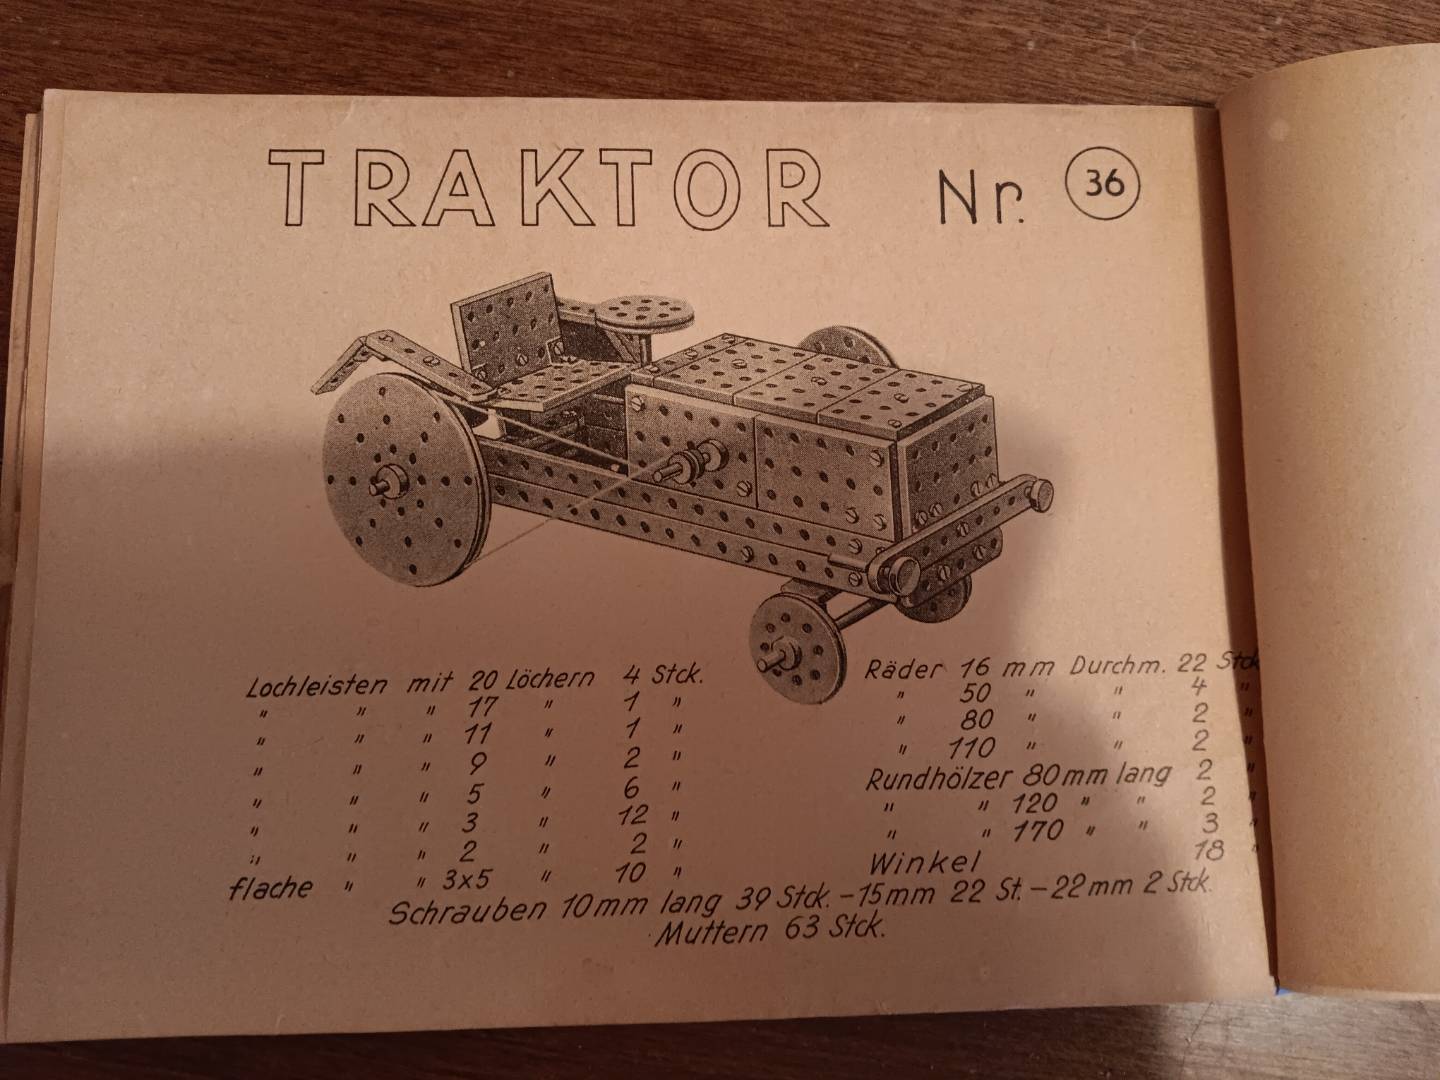 TRAKTOR Nr. 36
Lochleisten mit 20 Löchern 4 Stck.
" " " 17 " 1 "
" " " 11 " 1 "
" " " 9 " 2 "
" " " 5 " 6 "
" " " 3 " 12 "
" " " 2 " 2 "
flache " " 3x5 " 10 "
Räder 16 mm Durchm. 22 Stck
" 50 " " 4 "
" 80 " " 2 "
" 110 " " 2 "
Rundhölzer 80mm lang 2 "
" " 120 " " 2 "
" " 170 " " 3 "
Winkel 18 "
Schrauben 10mm lang 39 Stck. – 15mm 22 St. – 22mm 2 Stck.
Muttern 63 Stck.